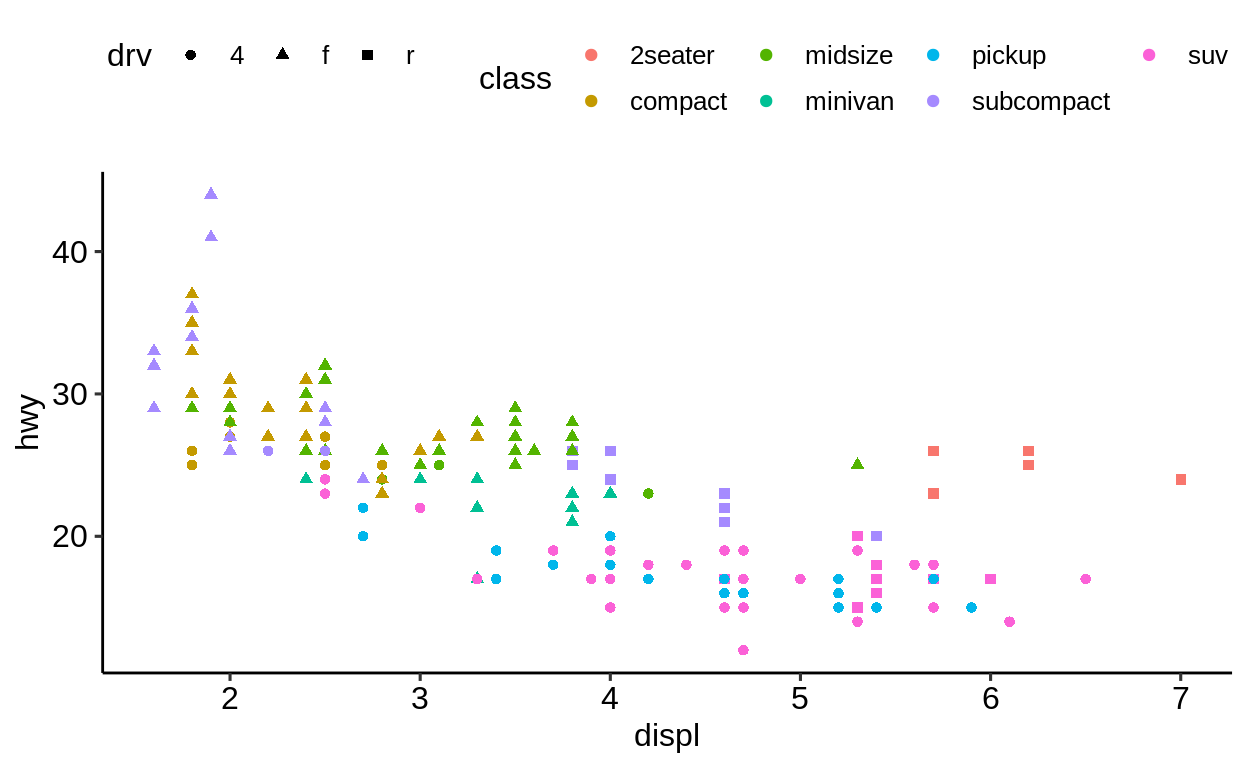 drv 4 f r
class 2seater midsize pickup suv
compact minivan subcompact
hwy
40
30
20
2 3 4 5 6 7
displ